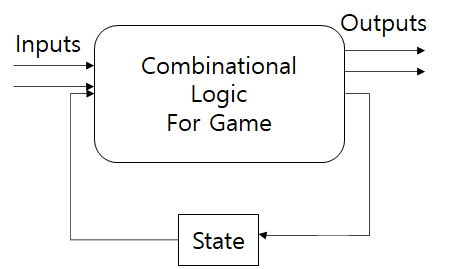 Inputs
Outputs
Combinational
Logic
For Game
State